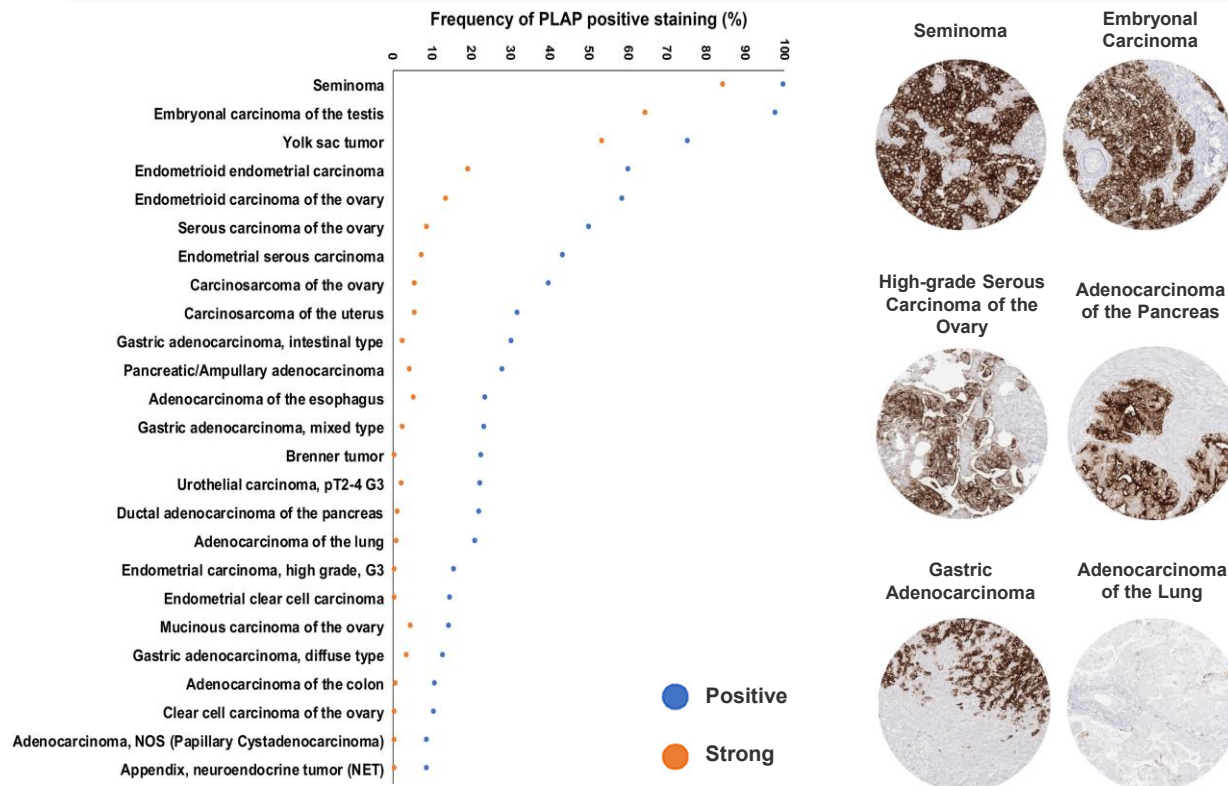 Frequency of PLAP positive staining (%)
0
10
20
30
40
50
60
70
80
90
100
Seminoma
Embryonal carcinoma of the testis
Yolk sac tumor
Endometrioid endometrial carcinoma
Endometrioid carcinoma of the ovary
Serous carcinoma of the ovary
Endometrial serous carcinoma
Carcinosarcoma of the ovary
Carcinosarcoma of the uterus
Gastric adenocarcinoma, intestinal type
Pancreatic/Ampullary adenocarcinoma
Adenocarcinoma of the esophagus
Gastric adenocarcinoma, mixed type
Brenner tumor
Urothelial carcinoma, pT2-4 G3
Ductal adenocarcinoma of the pancreas
Adenocarcinoma of the lung
Endometrial carcinoma, high grade, G3
Endometrial clear cell carcinoma
Mucinous carcinoma of the ovary
Gastric adenocarcinoma, diffuse type
Adenocarcinoma of the colon
Clear cell carcinoma of the ovary
Adenocarcinoma, NOS (Papillary Cystadenocarcinoma)
Appendix, neuroendocrine tumor (NET)
Positive
Strong
Seminoma
Embryonal
Carcinoma
High-grade Serous
Carcinoma of the
Ovary
Adenocarcinoma
of the Pancreas
Gastric
Adenocarcinoma
Adenocarcinoma
of the Lung